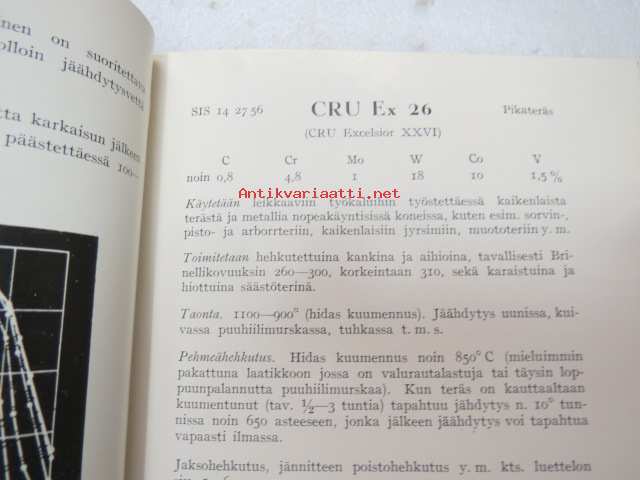 nen on suoritettava
olloin jäähdytysvettä
tta karkaisun jälkeen
päästettäessä 100—
SIS 14 2756 CRU Ex 26 Pikateräs
(CRU Excelsior XXVI)
C Cr Mo W Co V
noin 0,8 4,8 1 18 10 1,5 %
Antikvariaatti.net
Käytetään leikkaaviin työkaluihin työstettäessä kaikenlaista
terästä ja metallia nopeakäyntisissä koneissa, kuten esim. sorvin-,
pisto- ja arborrteriin, kaikenlaisiin jyrsimiin, muototeriin y. m.
Toimitetaan hehkutettuina kankina ja aihioina, tavallisesti Bri-
nellikovuuksin 260—300, korkeintaan 310, sekä karaistuina ja
hiottuina säästöterinä.
Taonta. 1100—900° (hidas kuumennus). Jäähdytys uunissa, kui-
vassa puuhiilimurskassa, tuhkassa t. m. s.
Pehmeähehkutus. Hidas kuumennus noin 850° C (mieluimmin
pakattuna laatikkoon jossa on valurautalastuja tai täysin lop-
puunpalannutta puuhiilimurskaa). Kun teräs on kauttaaltaan
kuumentunut (tav. ½—3 tuntia) tapahtuu jähdytys n. 10° tun-
nissa noin 650 asteeseen, jonka jälkeen jäähdytys voi tapahtua
vapaasti ilmassa.
Jaksohehkutus, jännitteen poistohehkutus y. m. kts. luettelon